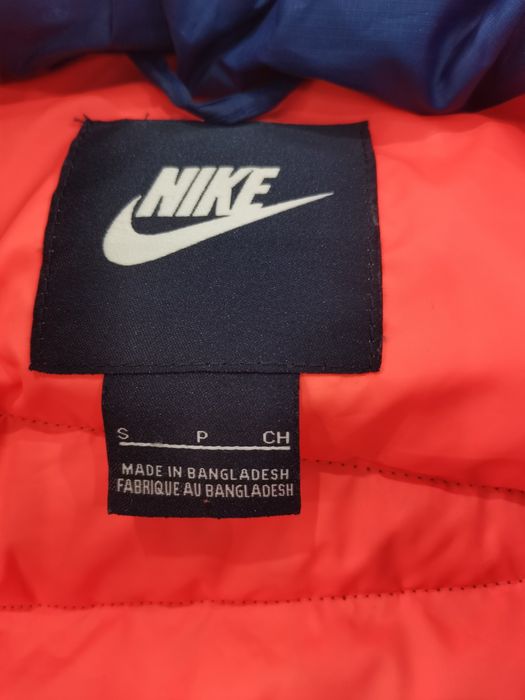 NIKE
S P CH
MADE IN BANGLADESH
FABRIQUE AU BANGLADESH